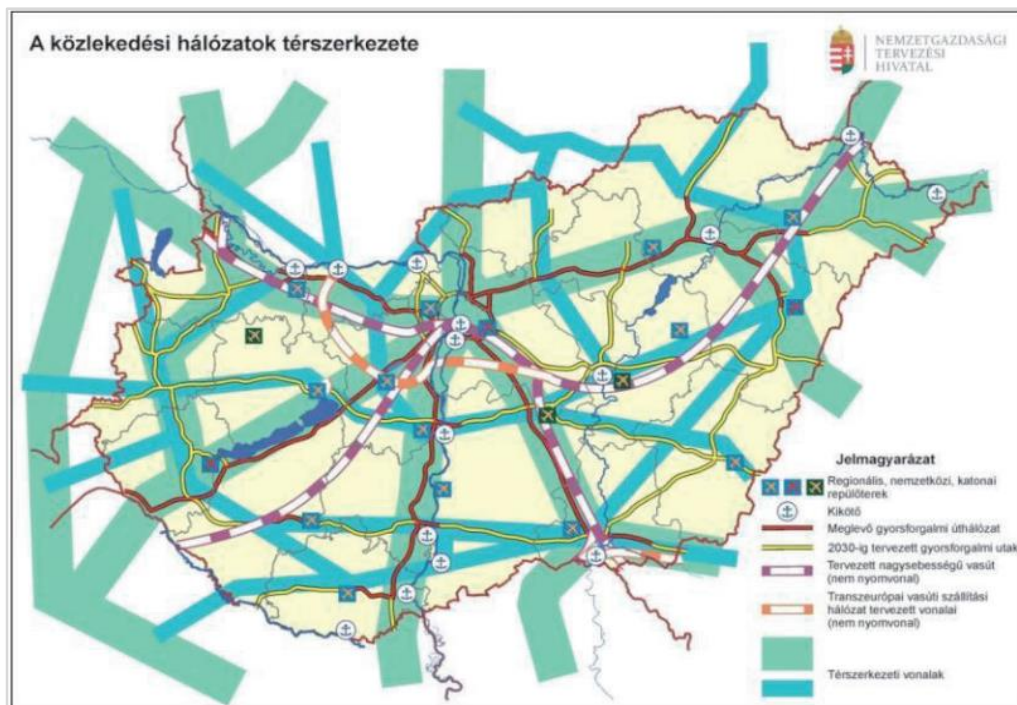 A közlekedési hálózatok térszerkezete
NEMZETGAZDASÁGI
TERVEZÉSI
HIVATAL
Jelmagyarázat
Regionális, nemzetközi, katonai
repülőterek
Kikötő
Meglevő gyorsforgalmi úthálózat
2030-ig tervezett gyorsforgalmi utak
Tervezett nagysebességű vasút
(nem nyomvonal)
Transzeurópai vasúti szállítási
hálózat tervezett vonalai
(nem nyomvonal)
Térszerkezeti vonalak